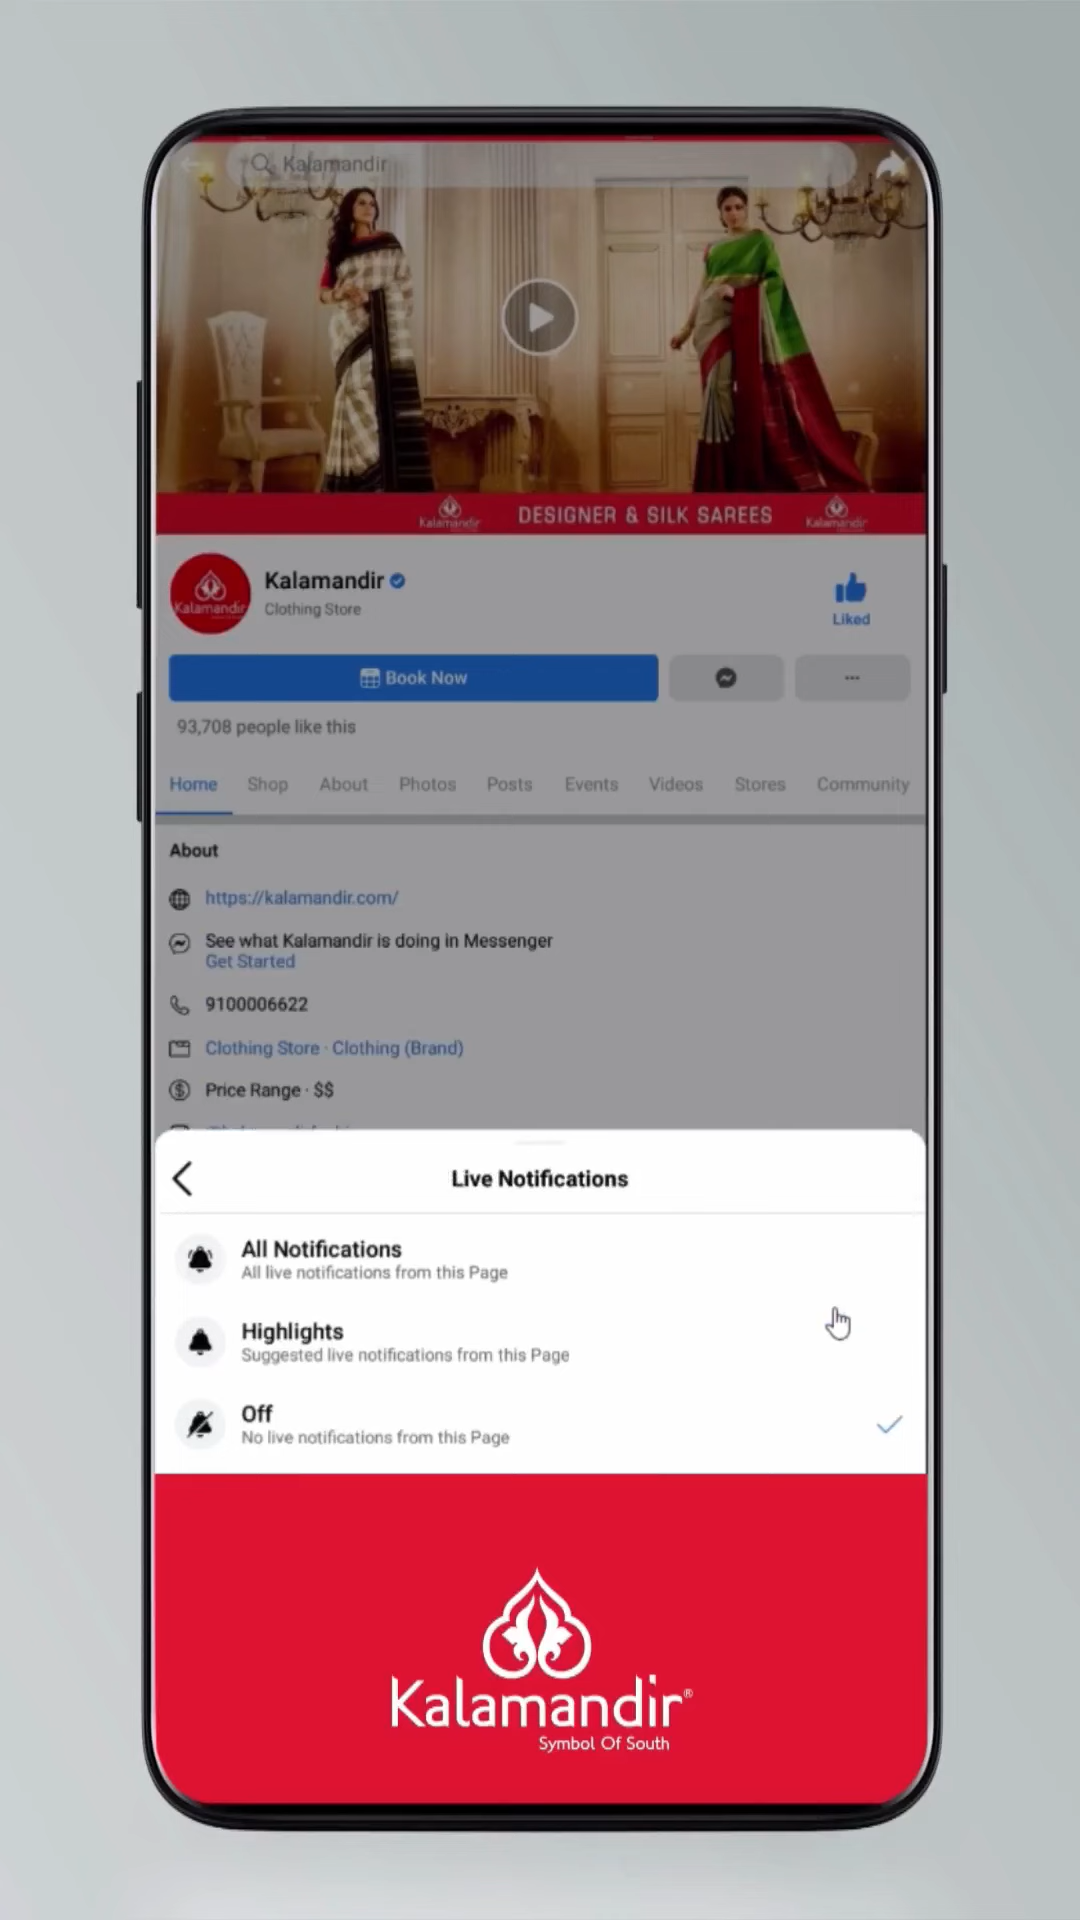 Kalamandir
Kalamandir DESIGNER & SILK SAREES Kalamandir
Kalamandir
Kalamandir
Clothing Store
Liked
Book Now
93,708 people like this
Home Shop About Photos Posts Events Videos Stores Community
About
https://kalamandir.com/
See what Kalamandir is doing in Messenger
Get Started
9100006622
Clothing Store · Clothing (Brand)
Price Range · $$
Live Notifications
All Notifications
All live notifications from this Page
Highlights
Suggested live notifications from this Page
Off
No live notifications from this Page
Kalamandir®
Symbol Of South